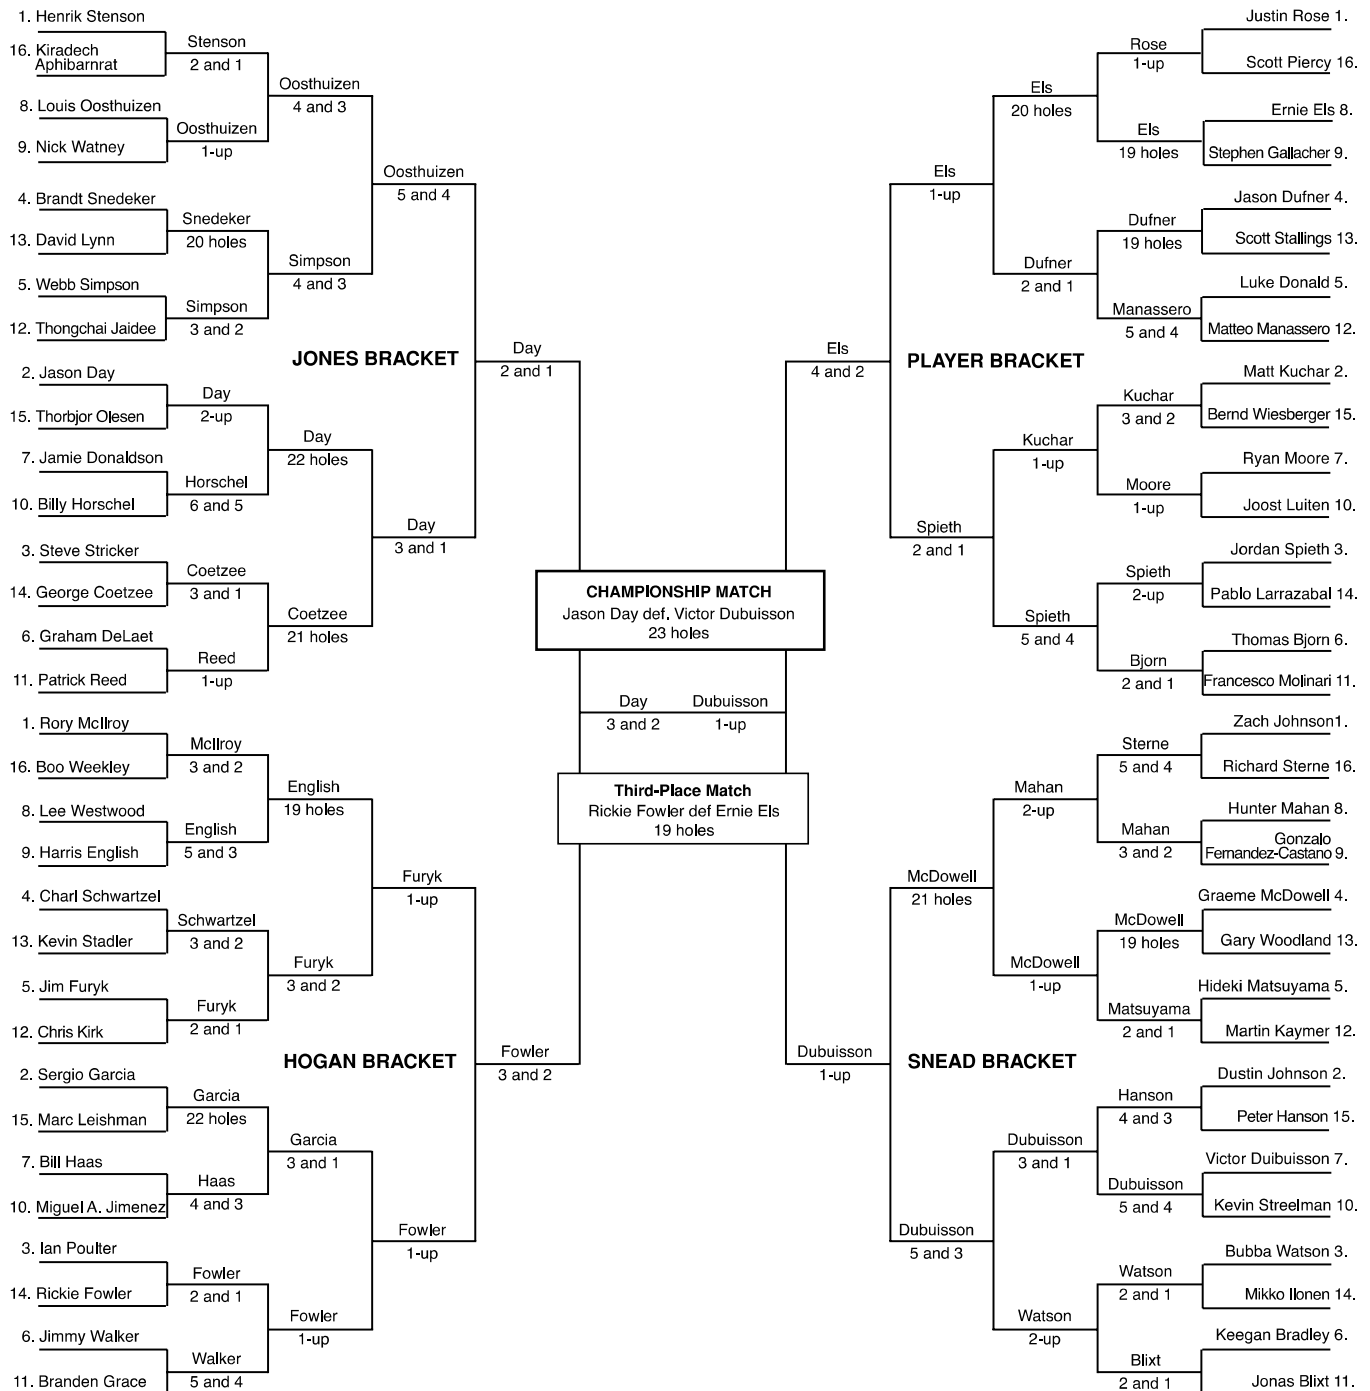 1. Henrik Stenson
16. Kiradech
Aphibarnrat
Stenson
2 and 1
8. Louis Oosthuizen
9. Nick Watney
Oosthuizen
1-up
Oosthuizen
4 and 3
4. Brandt Snedeker
13. David Lynn
Snedeker
20 holes
5. Webb Simpson
12. Thongchai Jaidee
Simpson
3 and 2
Simpson
4 and 3
Oosthuizen
5 and 4
JONES BRACKET
2. Jason Day
15. Thorbjor Olesen
Day
2-up
7. Jamie Donaldson
10. Billy Horschel
Horschel
6 and 5
Day
22 holes
3. Steve Stricker
14. George Coetzee
Coetzee
3 and 1
6. Graham DeLaet
11. Patrick Reed
Reed
1-up
Coetzee
21 holes
Day
3 and 1
Day
2 and 1
1. Rory McIlroy
16. Boo Weekley
McIlroy
3 and 2
8. Lee Westwood
9. Harris English
English
5 and 3
English
19 holes
4. Charl Schwartzel
13. Kevin Stadler
Schwartzel
3 and 2
5. Jim Furyk
12. Chris Kirk
Furyk
2 and 1
Furyk
3 and 2
Furyk
1-up
HOGAN BRACKET
2. Sergio Garcia
15. Marc Leishman
Garcia
22 holes
7. Bill Haas
10. Miguel A. Jimenez
Haas
4 and 3
Garcia
3 and 1
3. Ian Poulter
14. Rickie Fowler
Fowler
2 and 1
6. Jimmy Walker
11. Branden Grace
Walker
5 and 4
Fowler
1-up
Fowler
1-up
Fowler
3 and 2
CHAMPIONSHIP MATCH
Jason Day def. Victor Dubuisson
23 holes
Day
3 and 2
Dubuisson
1-up
Third-Place Match
Rickie Fowler def Ernie Els
19 holes
Justin Rose 1.
Scott Piercy 16.
Rose
1-up
Ernie Els 8.
Stephen Gallacher 9.
Els
19 holes
Els
20 holes
Jason Dufner 4.
Scott Stallings 13.
Dufner
19 holes
Luke Donald 5.
Matteo Manassero 12.
Manassero
5 and 4
Dufner
2 and 1
Els
1-up
PLAYER BRACKET
Matt Kuchar 2.
Bernd Wiesberger 15.
Kuchar
3 and 2
Ryan Moore 7.
Joost Luiten 10.
Moore
1-up
Kuchar
1-up
Jordan Spieth 3.
Pablo Larrazabal 14.
Spieth
2-up
Thomas Bjorn 6.
Francesco Molinari 11.
Bjorn
2 and 1
Spieth
5 and 4
Spieth
2 and 1
Els
4 and 2
Zach Johnson1.
Richard Sterne 16.
Sterne
5 and 4
Hunter Mahan 8.
Gonzalo
Fernandez-Castano 9.
Mahan
3 and 2
Mahan
2-up
Graeme McDowell 4.
Gary Woodland 13.
McDowell
19 holes
Hideki Matsuyama 5.
Martin Kaymer 12.
Matsuyama
2 and 1
McDowell
1-up
McDowell
21 holes
SNEAD BRACKET
Dustin Johnson 2.
Peter Hanson 15.
Hanson
4 and 3
Victor Duibuisson 7.
Kevin Streelman 10.
Dubuisson
5 and 4
Dubuisson
3 and 1
Bubba Watson 3.
Mikko Ilonen 14.
Watson
2 and 1
Keegan Bradley 6.
Jonas Blixt 11.
Blixt
2 and 1
Watson
2-up
Dubuisson
5 and 3
Dubuisson
1-up